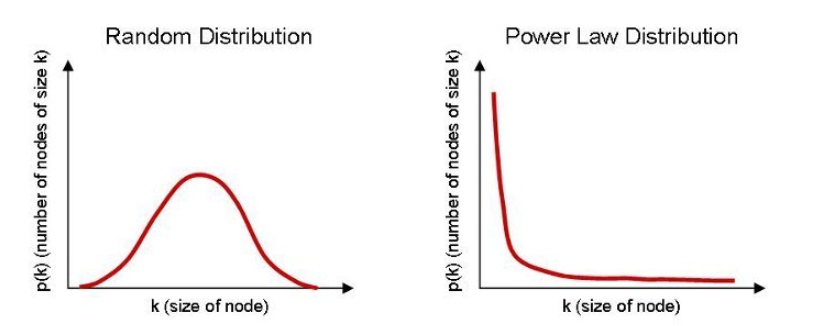 Random Distribution
p(k) (number of nodes of size k)
k (size of node)
Power Law Distribution
p(k) (number of nodes of size k)
k (size of node)